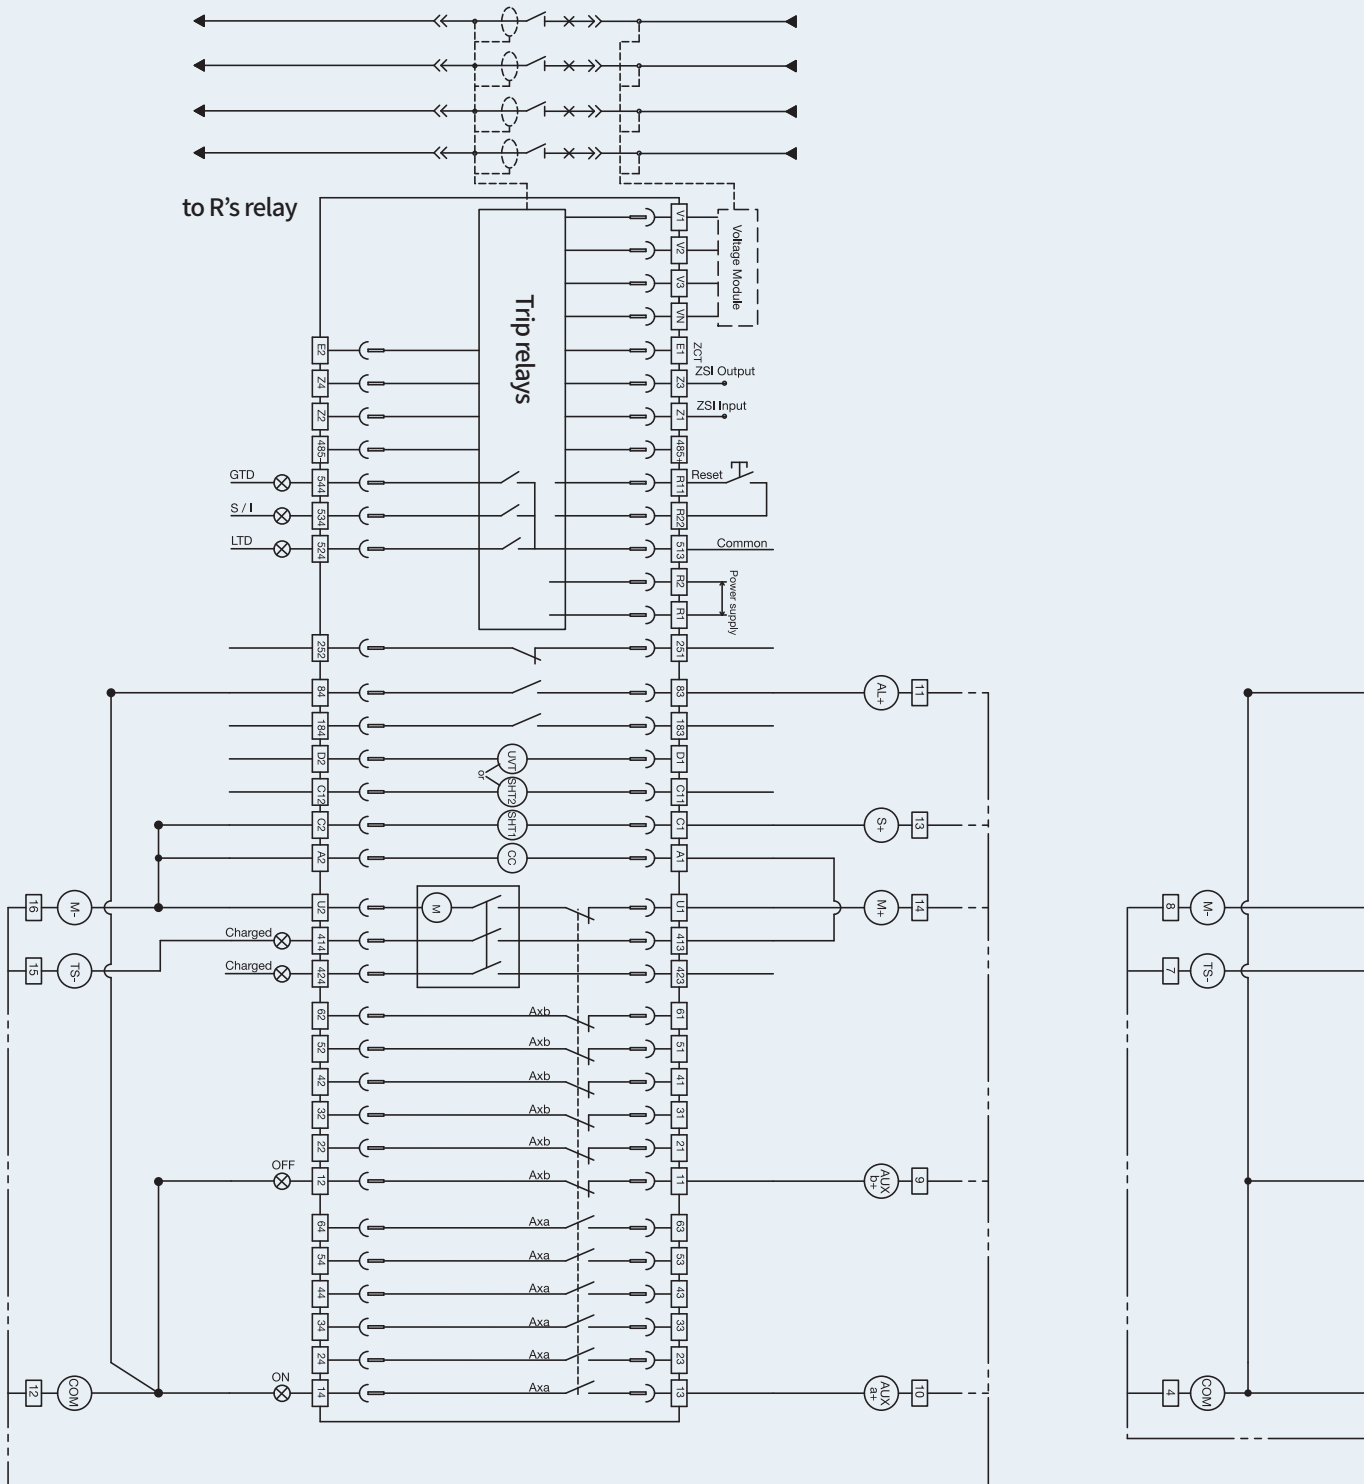 to R's relay
Trip relays
Voltage Module
V1
V2
V3
VN
E2
E1
ZCT
Z4
Z3
ZSI Output
Z2
Z1
ZSI Input
485-
485+
GTD
544
R11
Reset
S / I
534
R22
LTD
524
513
Common
R2
R1
Power supply
252
251
84
83
AL+
11
184
183
D2
UVT
D1
or
C12
SHT2
C11
C2
SHT1
C1
S+
13
A2
CC
A1
16
M-
U2
M
U1
M+
14
8
M-
Charged
414
413
15
TS-
7
TS-
Charged
424
423
62
Axb
61
52
Axb
51
42
Axb
41
32
Axb
31
22
Axb
21
OFF
12
Axb
11
AUX
b+
9
64
Axa
63
54
Axa
53
44
Axa
43
34
Axa
33
24
Axa
23
12
COM
ON
14
Axa
13
AUX
a+
10
4
COM